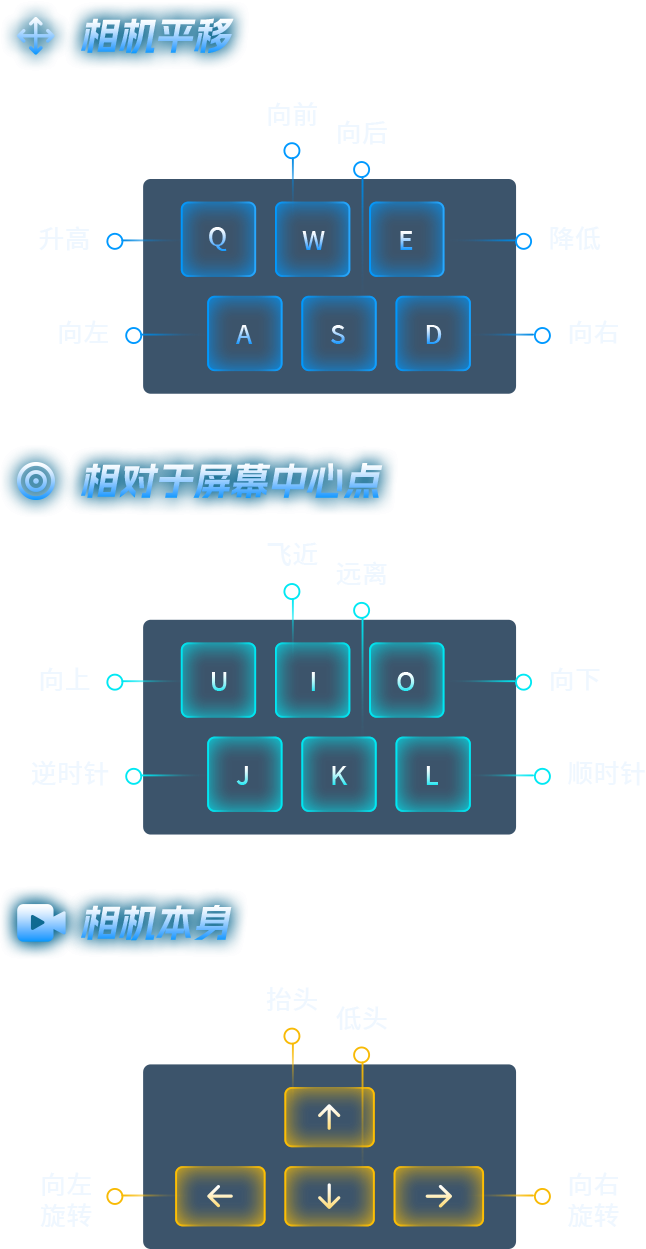 相机平移
向前
向后
升高 Q W E 降低
向左 A S D 向右
相对于屏幕中心点
飞近
远离
向上 U I O 向下
逆时针 J K L 顺时针
相机本身
抬头
低头
↑
向左 ← ↓ → 向右
旋转 旋转